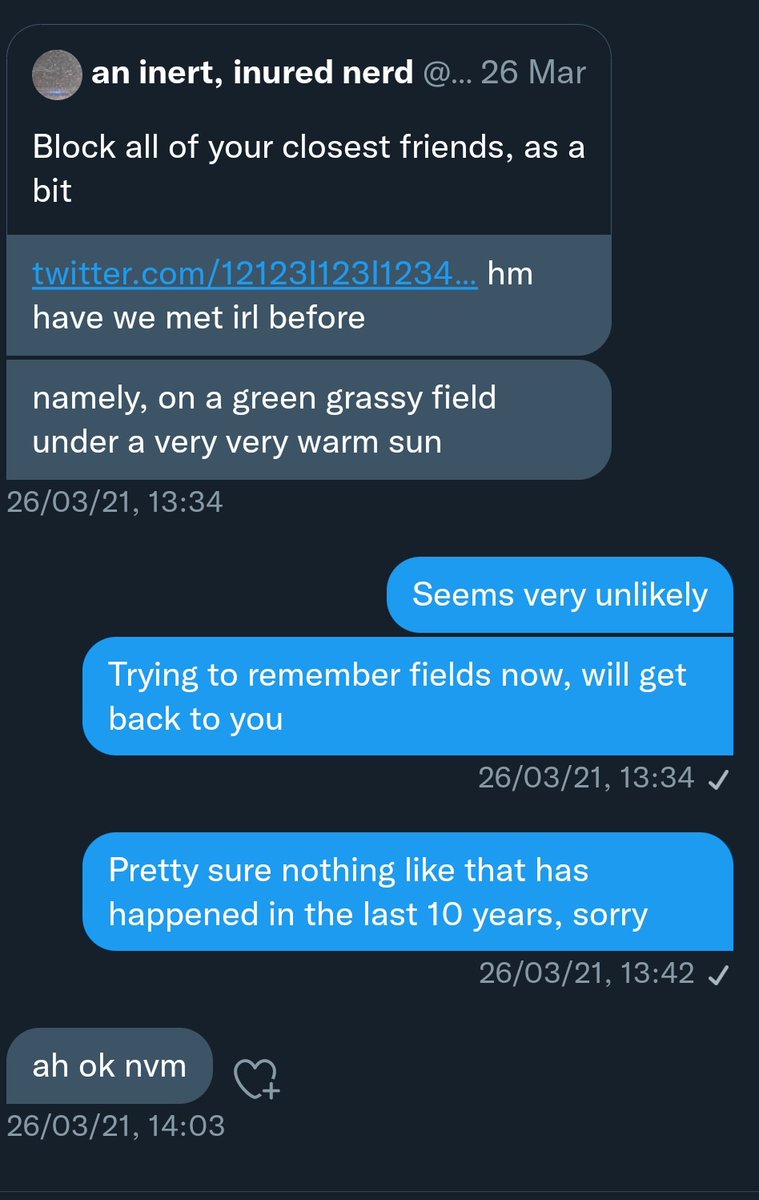 an inert, inured nerd @... 26 Mar
Block all of your closest friends, as a
bit
twitter.com/12123l123l1234... hm
have we met irl before
namely, on a green grassy field
under a very very warm sun
26/03/21, 13:34
Seems very unlikely
Trying to remember fields now, will get
back to you
26/03/21, 13:34 ✓
Pretty sure nothing like that has
happened in the last 10 years, sorry
26/03/21, 13:42 ✓
ah ok nvm
26/03/21, 14:03